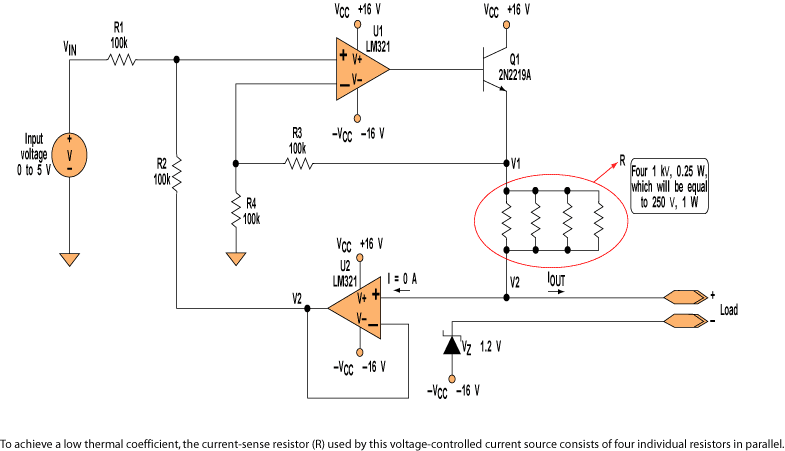 VCC +16 V
VCC +16 V
R1
100k
VIN
U1
LM321
+
V+
V–
–
Q1
2N2219A
–VCC –16 V
Input
voltage
0 to 5 V
+
V
–
R2
100k
R3
100k
V1
R
Four 1 kv, 0.25 W,
which will be equal
to 250 v, 1 W
R4
100k
VCC +16 V
U2
LM321
I = 0 A
V2
IOUT
V2
V+
+
V–
–
+
Load
–
VZ 1.2 V
–VCC –16 V
–VCC –16 V
To achieve a low thermal coefficient, the current-sense resistor (R) used by this voltage-controlled current source consists of four individual resistors in parallel.